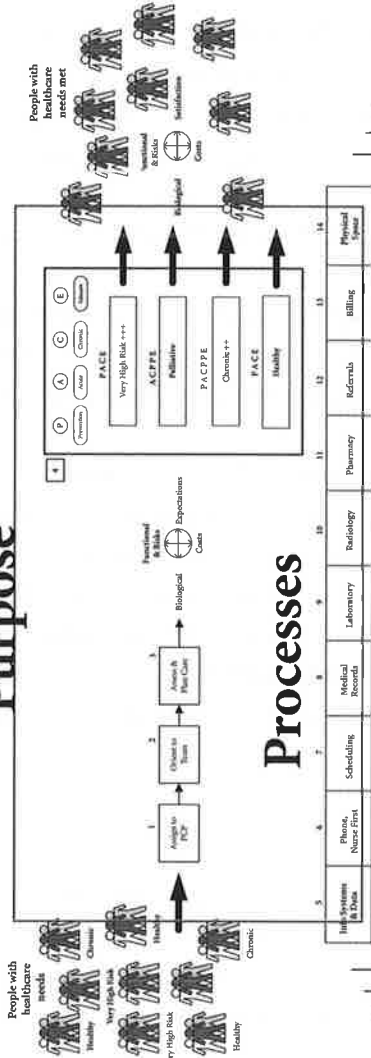 Purpose
People with
healthcare
needs
Healthy
Chronic
Very High Risk
Healthy
Very High Risk
Healthy
Chronic
1
Assign to
PCP
2
Orient to
Team
3
Assess &
Plan Care
Functional
& Risks
Biological
Expectations
Costs
4
P
A
C
E
Prevention
Acute
Chronic
PACE
Very High Risk +++
ACPPE
Palliative
PACPPE
Chronic ++
PACE
Healthy
People with
healthcare
needs met
Functional
& Risks
Biological
Satisfaction
Costs
Processes
5
Info Systems
& Data
6
Phone,
Nurse First
7
Scheduling
8
Medical
Records
9
Laboratory
10
Radiology
11
Pharmacy
12
Referrals
13
Billing
14
Physical
Space